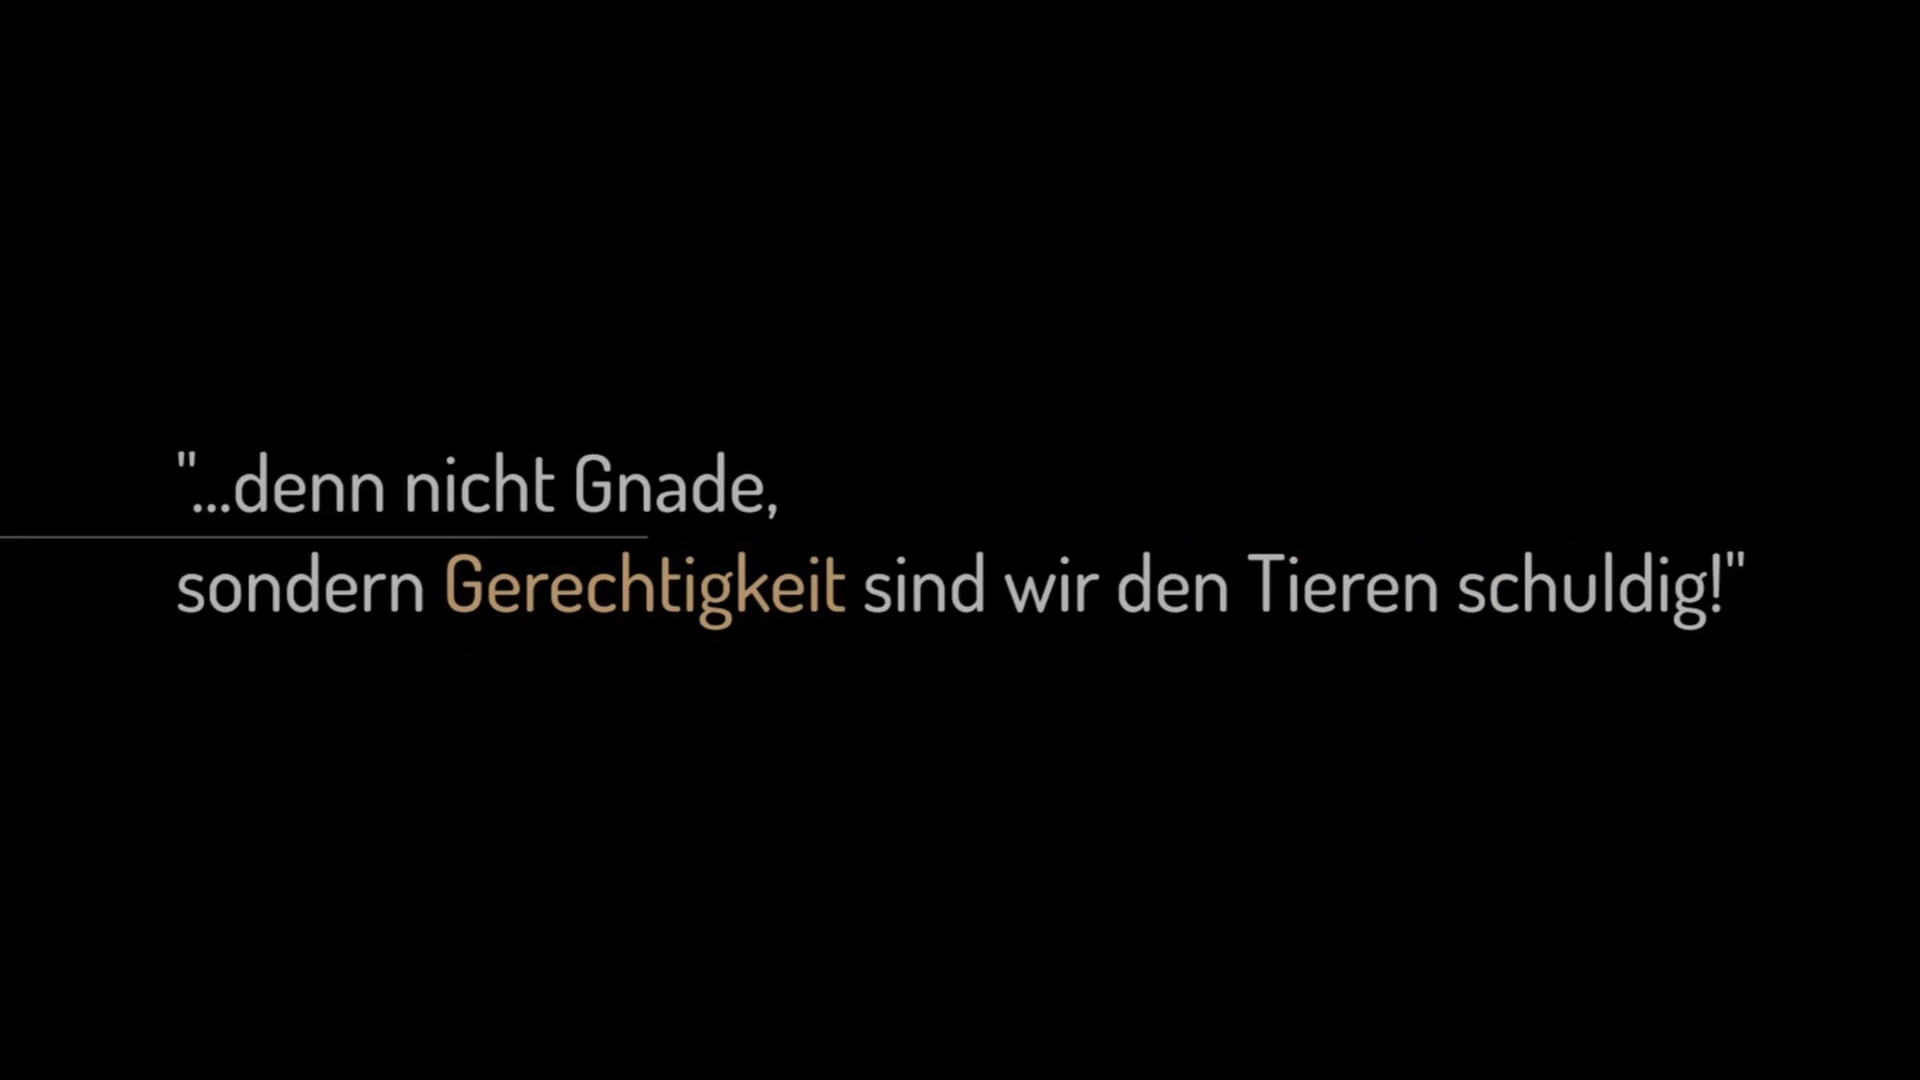 "...denn nicht Gnade,
sondern Gerechtigkeit sind wir den Tieren schuldig!"